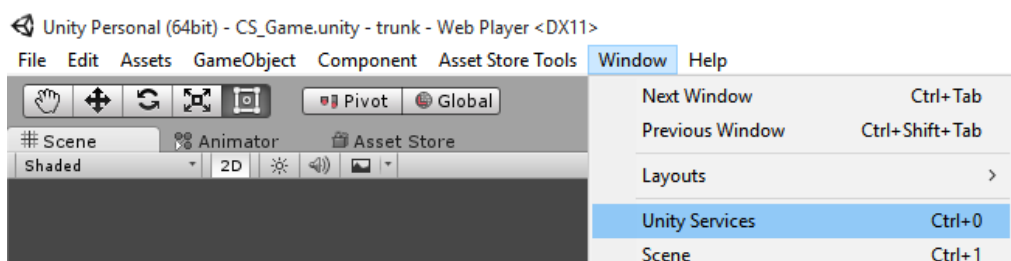 Unity Personal (64bit) - CS_Game.unity - trunk - Web Player <DX11>
File Edit Assets GameObject Component Asset Store Tools Window Help
Pivot Global
Next Window Ctrl+Tab
Previous Window Ctrl+Shift+Tab
Scene Animator Asset Store
Shaded 2D
Layouts
Unity Services Ctrl+0
Scene Ctrl+1